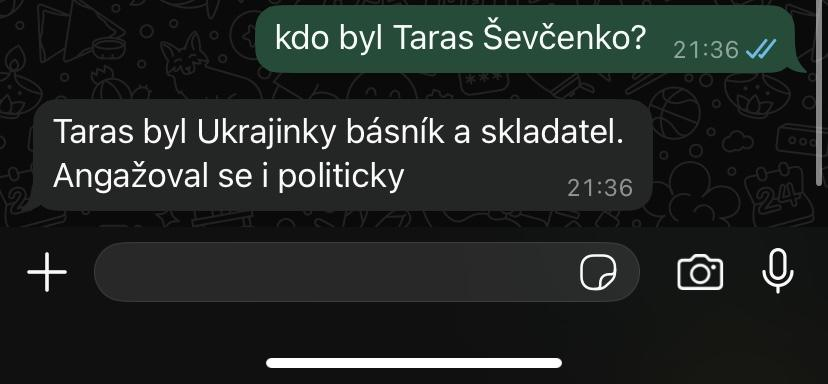 kdo byl Taras Ševčenko?
21:36
Taras byl Ukrajinky básník a skladatel.
Angažoval se i politicky
21:36